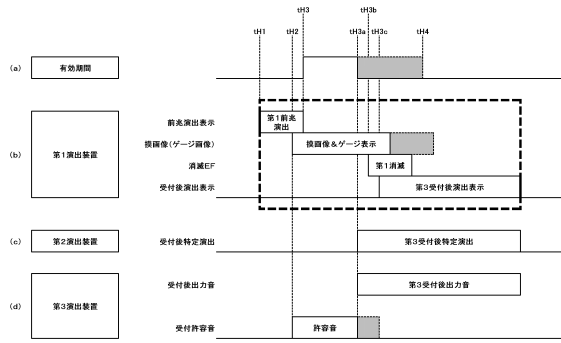 tH3
tH3b
tH1
tH2
tH3a
tH3c
tH4
(a)
有効期間
(b)
第1演出装置
前兆演出表示
第1前兆
演出
操画像(ゲージ画像)
操画像&ゲージ表示
消滅EF
第1消滅
受付後演出表示
第3受付後演出表示
(c)
第2演出装置
受付後特定演出
第3受付後特定演出
(d)
第3演出装置
受付後出力音
第3受付後出力音
受付許容音
許容音